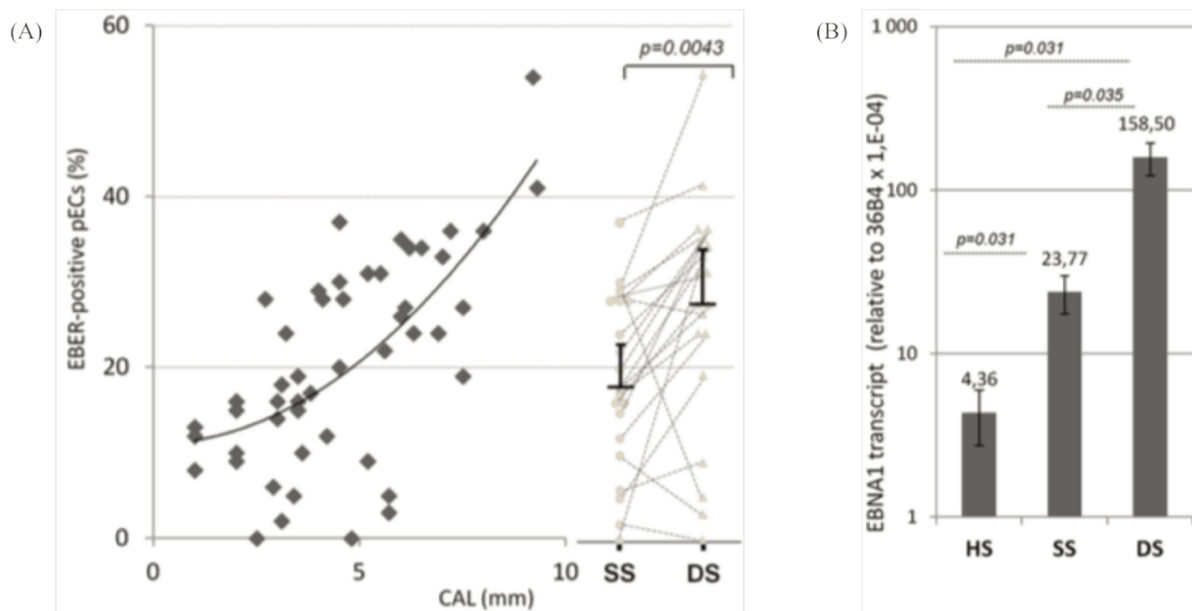 (A)
60
40
20
0
EBER-positive pECs (%)
0
5
10
CAL (mm)
p=0.0043
SS
DS
(B)
1 000
100
10
1
EBNA1 transcript (relative to 36B4 x 1,E-04)
p=0.031
p=0.035
158,50
p=0.031
23,77
4,36
HS
SS
DS